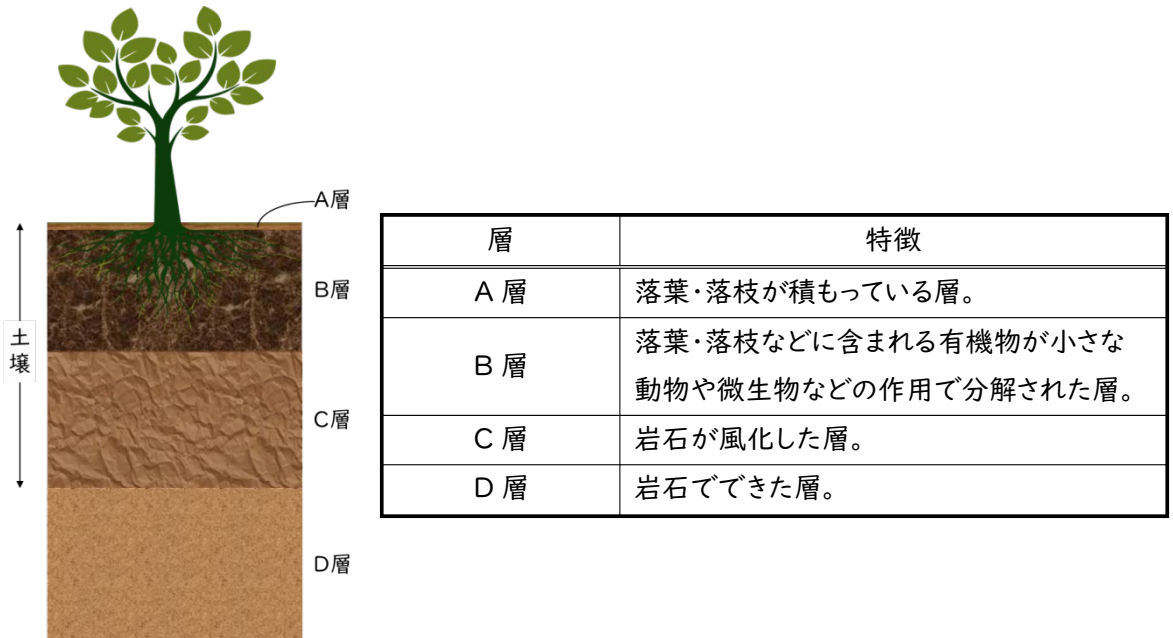 A層
B層
土壌
C層
D層
層 特徴
A 層 落葉・落枝が積もっている層。
B 層 落葉・落枝などに含まれる有機物が小さな
動物や微生物などの作用で分解された層。
C 層 岩石が風化した層。
D 層 岩石でできた層。